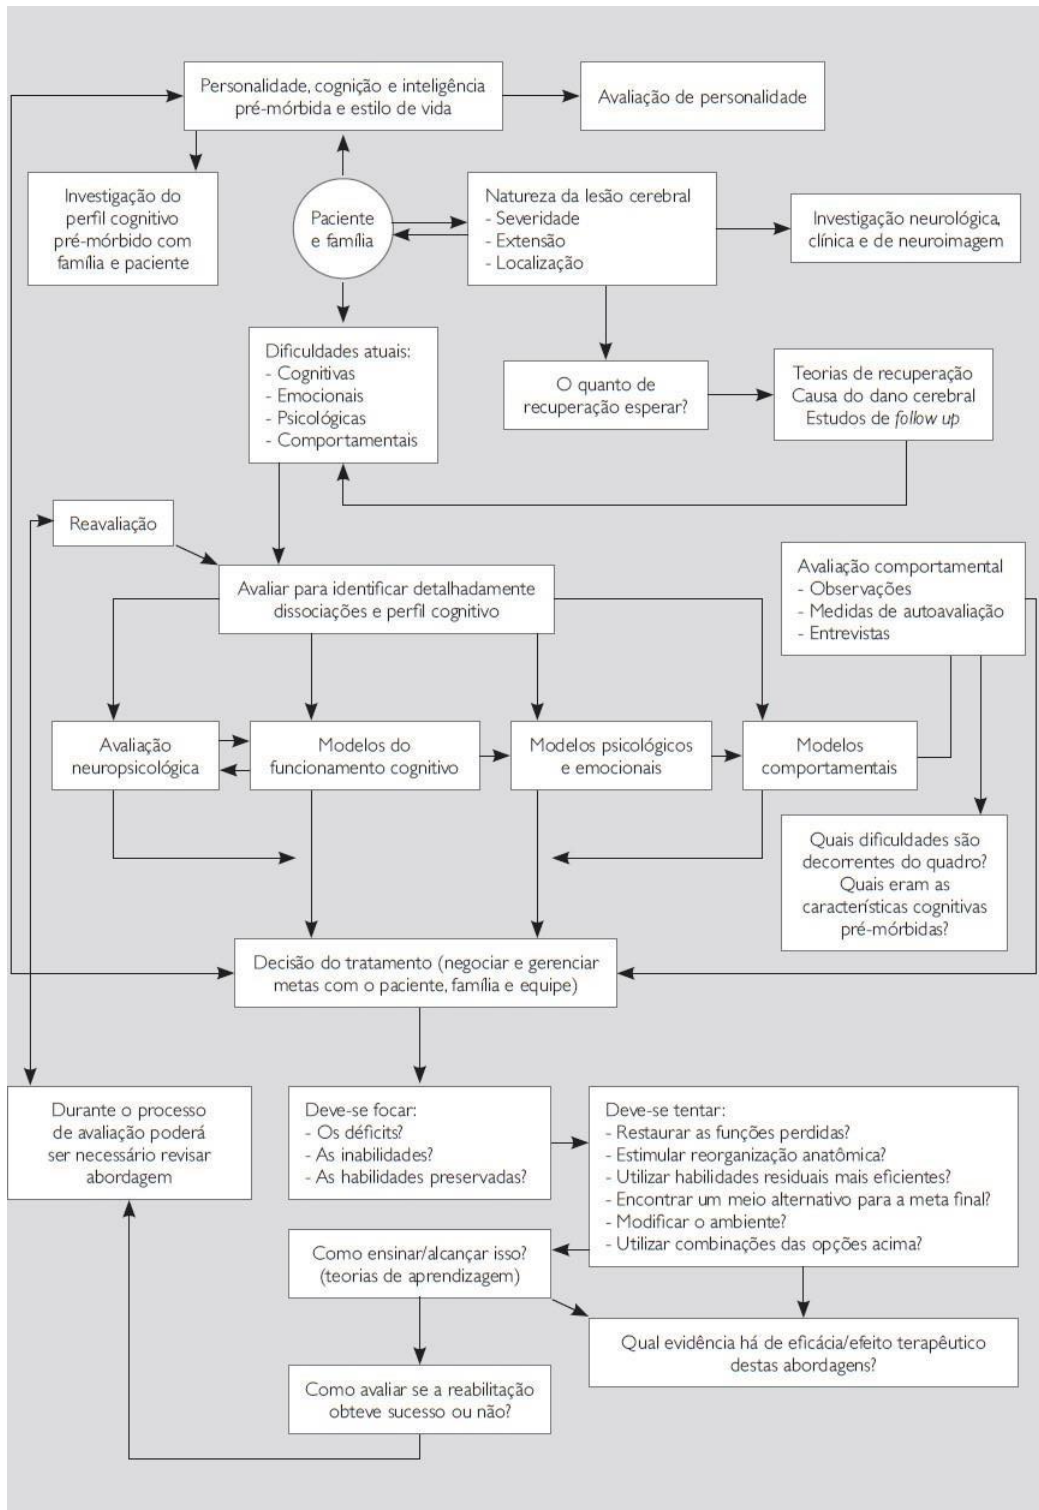 Personalidade, cognição e inteligência
pré-mórbida e estilo de vida
Avaliação de personalidade
Investigação do
perfil cognitivo
pré-mórbido com
família e paciente
Paciente
e família
Natureza da lesão cerebral
- Severidade
- Extensão
- Localização
Investigação neurológica,
clínica e de neuroimagem
Dificuldades atuais:
- Cognitivas
- Emocionais
- Psicológicas
- Comportamentais
O quanto de
recuperação esperar?
Teorias de recuperação
Causa do dano cerebral
Estudos de follow up
Reavaliação
Avaliar para identificar detalhadamente
dissociações e perfil cognitivo
Avaliação comportamental
- Observações
- Medidas de autoavaliação
- Entrevistas
Avaliação
neuropsicológica
Modelos do
funcionamento cognitivo
Modelos psicológicos
e emocionais
Modelos
comportamentais
Quais dificuldades são
decorrentes do quadro?
Quais eram as
características cognitivas
pré-mórbidas?
Decisão do tratamento (negociar e gerenciar
metas com o paciente, família e equipe)
Durante o processo
de avaliação poderá
ser necessário revisar
abordagem
Deve-se focar:
- Os déficits?
- As inabilidades?
- As habilidades preservadas?
Deve-se tentar:
- Restaurar as funções perdidas?
- Estimular reorganização anatômica?
- Utilizar habilidades residuais mais eficientes?
- Encontrar um meio alternativo para a meta final?
- Modificar o ambiente?
- Utilizar combinações das opções acima?
Como ensinar/alcançar isso?
(teorias de aprendizagem)
Qual evidência há de eficácia/efeito terapêutico
destas abordagens?
Como avaliar se a reabilitação
obteve sucesso ou não?